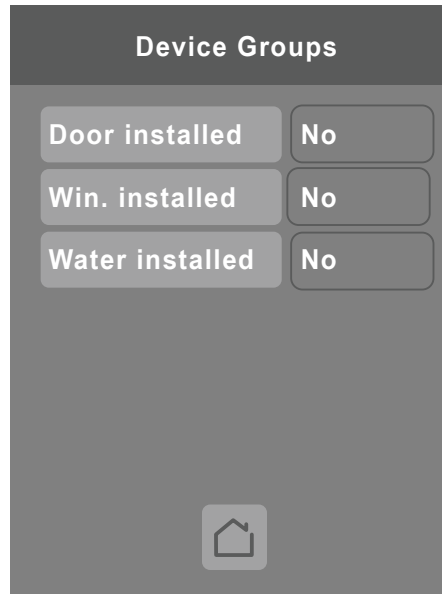 Device Groups
Door installed No
Win. installed No
Water installed No